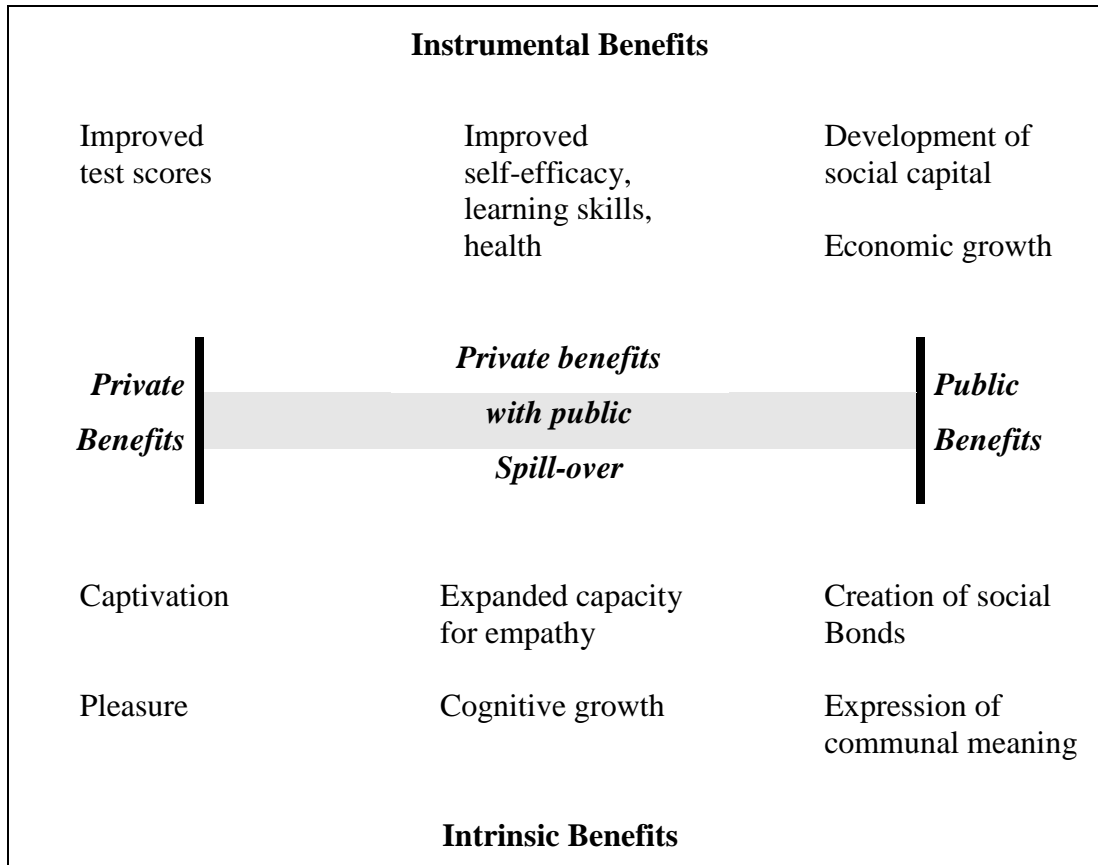 Instrumental Benefits
Improved
test scores
Improved
self-efficacy,
learning skills,
health
Development of
social capital
Economic growth
Private
Benefits
Private benefits
with public
Spill-over
Public
Benefits
Captivation
Expanded capacity
for empathy
Creation of social
Bonds
Pleasure
Cognitive growth
Expression of
communal meaning
Intrinsic Benefits